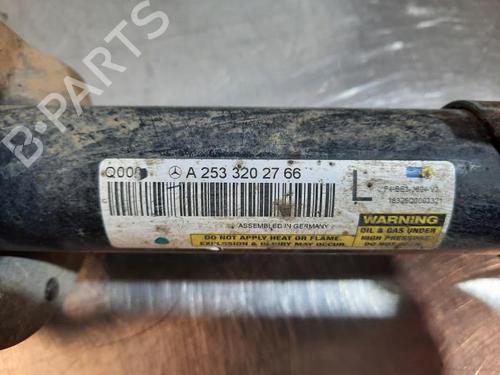 B-PARTS
A 253 320 27 66
L
ASSEMBLED IN GERMANY
DO NOT APPLY HEAT OR FLAME.
EXPLOSION & INJURY MAY OCCUR.
WARNING
OIL & GAS UNDER
HIGH PRESSURE